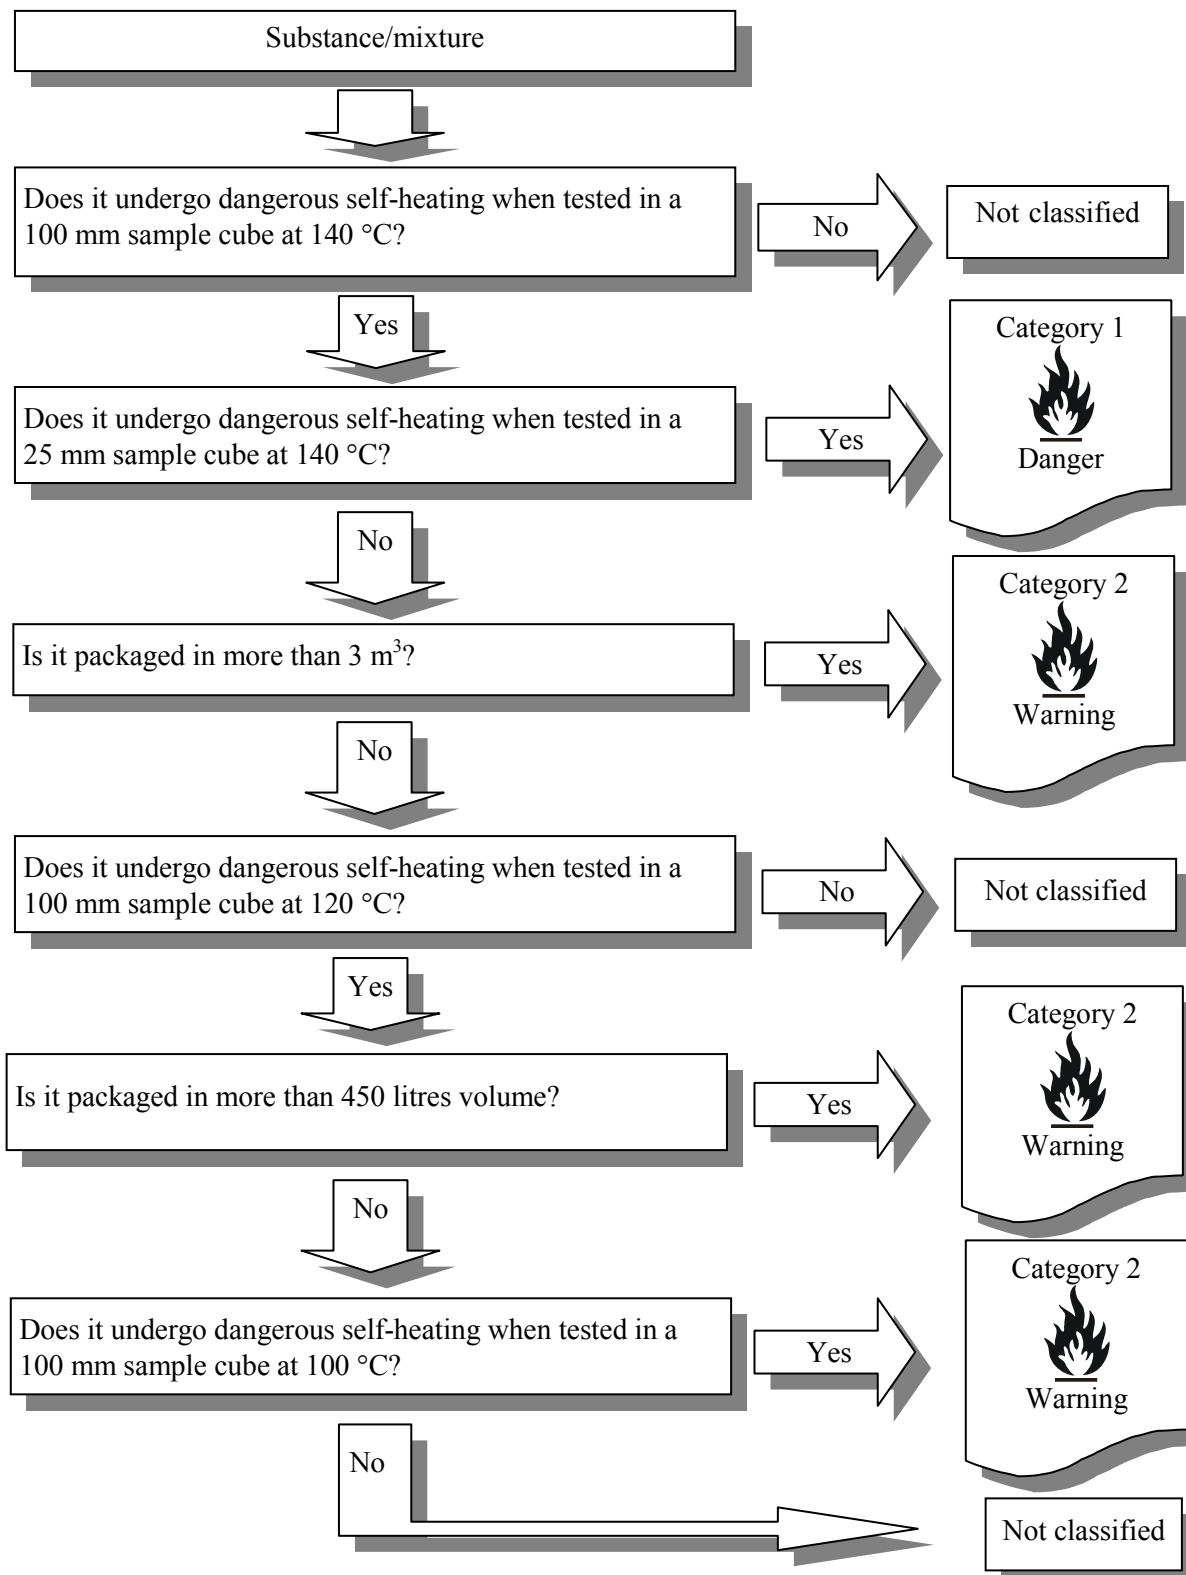 Substance/mixture
Does it undergo dangerous self-heating when tested in a
100 mm sample cube at 140 °C?
No
Not classified
Yes
Category 1
Danger
Does it undergo dangerous self-heating when tested in a
25 mm sample cube at 140 °C?
Yes
No
Category 2
Warning
Is it packaged in more than 3 m³?
Yes
No
Does it undergo dangerous self-heating when tested in a
100 mm sample cube at 120 °C?
No
Not classified
Yes
Category 2
Warning
Is it packaged in more than 450 litres volume?
Yes
No
Category 2
Warning
Does it undergo dangerous self-heating when tested in a
100 mm sample cube at 100 °C?
Yes
No
Not classified